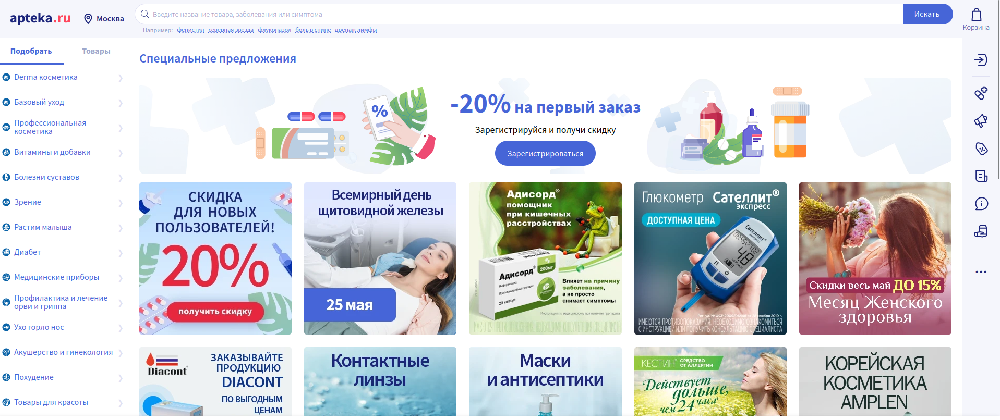 apteka.ru
Москва
Введите название товара, заболевания или симптома
Искать
Корзина
Например: фенистил северная звезда флуконазол боль в спине дренаж лимфы
Подобрать
Товары
Derma косметика
Базовый уход
Профессиональная
косметика
Витамины и добавки
Болезни суставов
Зрение
Растим малыша
Диабет
Медицинские приборы
Профилактика и лечение
орви и гриппа
Ухо горло нос
Акушерство и гинекология
Похудение
Товары для красоты
Специальные предложения
%
-20% на первый заказ
Зарегистрируйся и получи скидку
Зарегистрироваться
СКИДКА
ДЛЯ НОВЫХ
ПОЛЬЗОВАТЕЛЕЙ!
20%
получить скидку
Всемирный день
щитовидной железы
25 мая
Адисорд®
помощник
при кишечных
расстройствах
Адисорд®
200мг
Нифуроксазид
Противомикробный препарат
20 капсул
Влияет на причину
заболевания,
а не просто
снимает симптомы
Инструкция по медицинскому применению препарата
ИМЕЮТСЯ ПРОТИВОПОКАЗАНИЯ. НЕОБХОДИМА КОНСУЛЬТАЦИЯ СПЕЦИАЛИСТА
Глюкометр Сателлит®
экспресс
ДОСТУПНАЯ ЦЕНА
Сателлит®
экспресс
4.8
Рег. уд. № ФСР 2009/06498 от 26 ноября 2019 г.
ИМЕЮТСЯ ПРОТИВОПОКАЗАНИЯ. НЕОБХОДИМО ОЗНАКОМИТЬСЯ
С ИНСТРУКЦИЕЙ ИЛИ ПОЛУЧИТЬ КОНСУЛЬТАЦИЮ СПЕЦИАЛИСТА
Скидки весь май ДО 15%
Месяц Женского
здоровья
Diacont
ЗАКАЗЫВАЙТЕ
ПРОДУКЦИЮ
DIACONT
ПО ВЫГОДНЫМ
ЦЕНАМ
Контактные
линзы
Маски
и антисептики
КЕСТИН® СРЕДСТВО
ОТ АЛЛЕРГИИ
Действует
дольше,
чем 24 часа
КОРЕЙСКАЯ
КОСМЕТИКА
AMPLEN